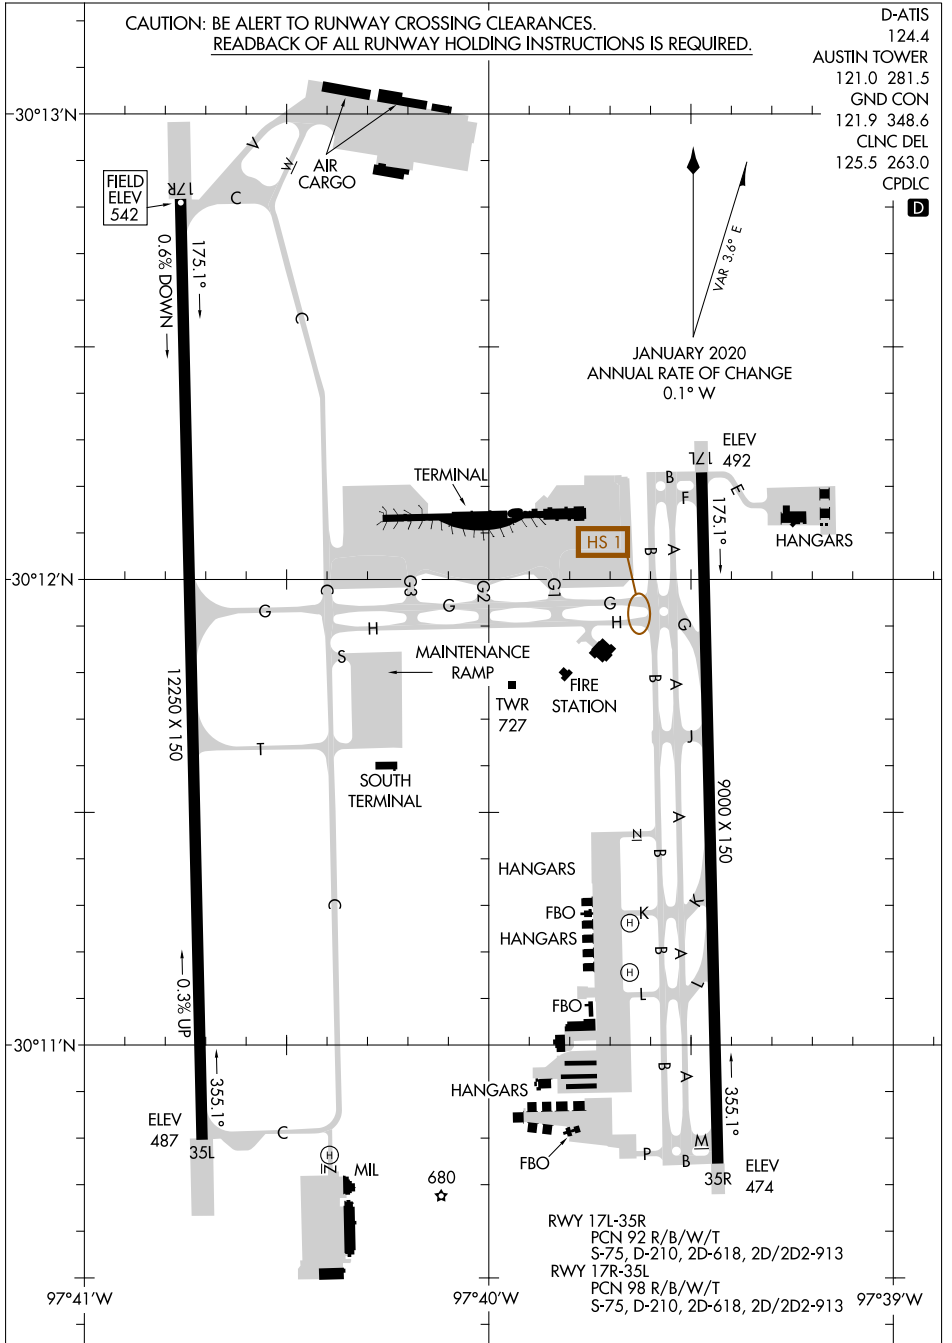 CAUTION: BE ALERT TO RUNWAY CROSSING CLEARANCES.
READBACK OF ALL RUNWAY HOLDING INSTRUCTIONS IS REQUIRED.
D-ATIS
124.4
AUSTIN TOWER
121.0 281.5
GND CON
121.9 348.6
CLNC DEL
125.5 263.0
CPDLC
D
30°13'N
V
W
AIR
CARGO
FIELD
ELEV
542
17R
C
0.6% DOWN
175.1°
C
VAR 3.6° E
JANUARY 2020
ANNUAL RATE OF CHANGE
0.1° W
ELEV
492
17L
TERMINAL
B
F
E
175.1°
HANGARS
HS 1
B
A
30°12'N
C
G3
G2
G1
G
G
G
H
H
G
S
MAINTENANCE
RAMP
FIRE
STATION
TWR
727
B
A
12250 X 150
T
J
SOUTH
TERMINAL
9000 X 150
A
N
B
HANGARS
C
FBO
K
K
H
HANGARS
B
A
H
L
L
0.3% UP
FBO
30°11'N
B
A
355.1°
355.1°
HANGARS
ELEV
487
35L
C
H
N
MIL
M
P
B
FBO
35R
ELEV
474
680
RWY 17L-35R
PCN 92 R/B/W/T
S-75, D-210, 2D-618, 2D/2D2-913
RWY 17R-35L
PCN 98 R/B/W/T
S-75, D-210, 2D-618, 2D/2D2-913
97°41'W
97°40'W
97°39'W